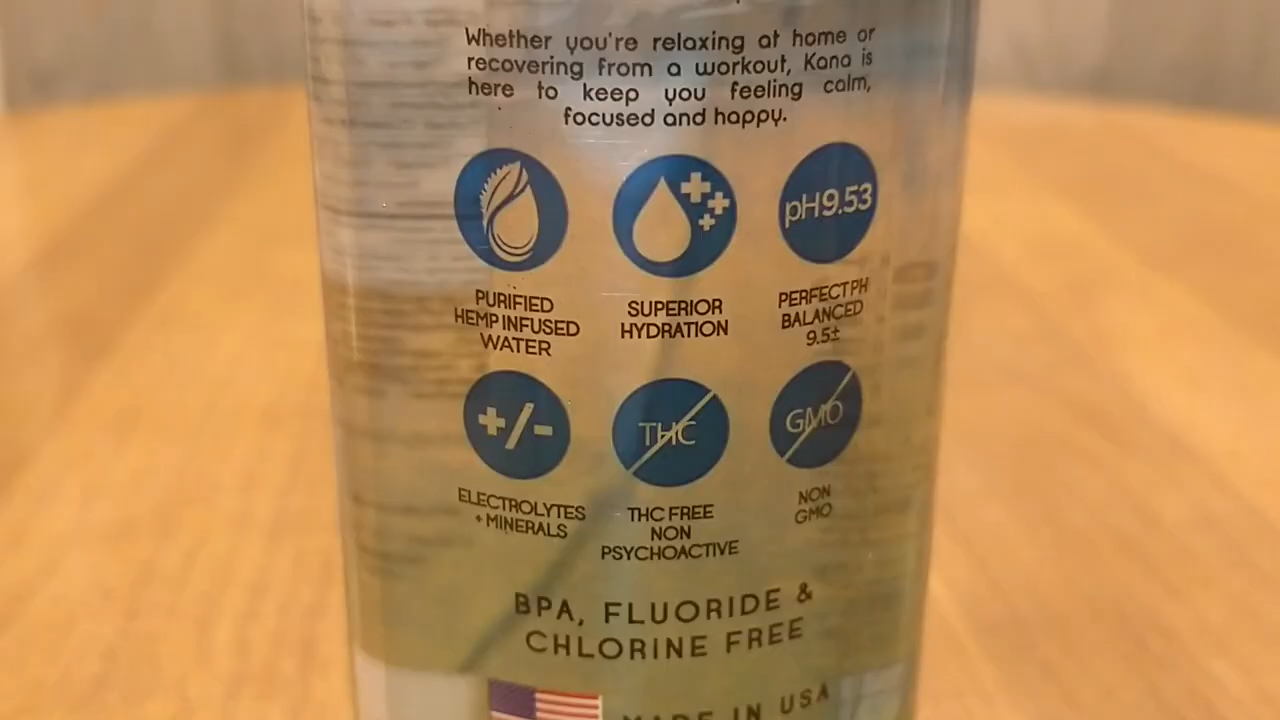 Whether you're relaxing at home or
recovering from a workout, Kana is
here to keep you feeling calm,
focused and happy.
pH9.53
PURIFIED
HEMP INFUSED
WATER
SUPERIOR
HYDRATION
PERFECT PH
BALANCED
9.5±
+/-
THC
GMO
ELECTROLYTES
+ MINERALS
THC FREE
NON
PSYCHOACTIVE
NON
GMO
BPA, FLUORIDE &
CHLORINE FREE
MADE IN USA